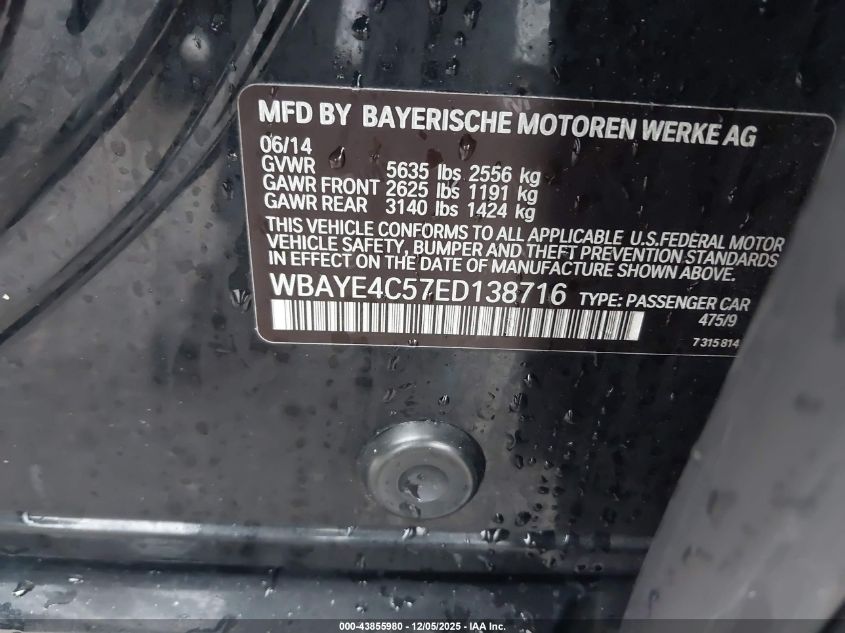 MFD BY BAYERISCHE MOTOREN WERKE AG
06/14
GVWR 5635 lbs 2556 kg
GAWR FRONT 2625 lbs 1191 kg
GAWR REAR 3140 lbs 1424 kg
THIS VEHICLE CONFORMS TO ALL APPLICABLE U.S.FEDERAL MOTOR
VEHICLE SAFETY, BUMPER AND THEFT PREVENTION STANDARDS
IN EFFECT ON THE DATE OF MANUFACTURE SHOWN ABOVE.
WBAYE4C57ED138716 TYPE: PASSENGER CAR
475/9
7315814
000-43855980 12/05/2025 IAA Inc.